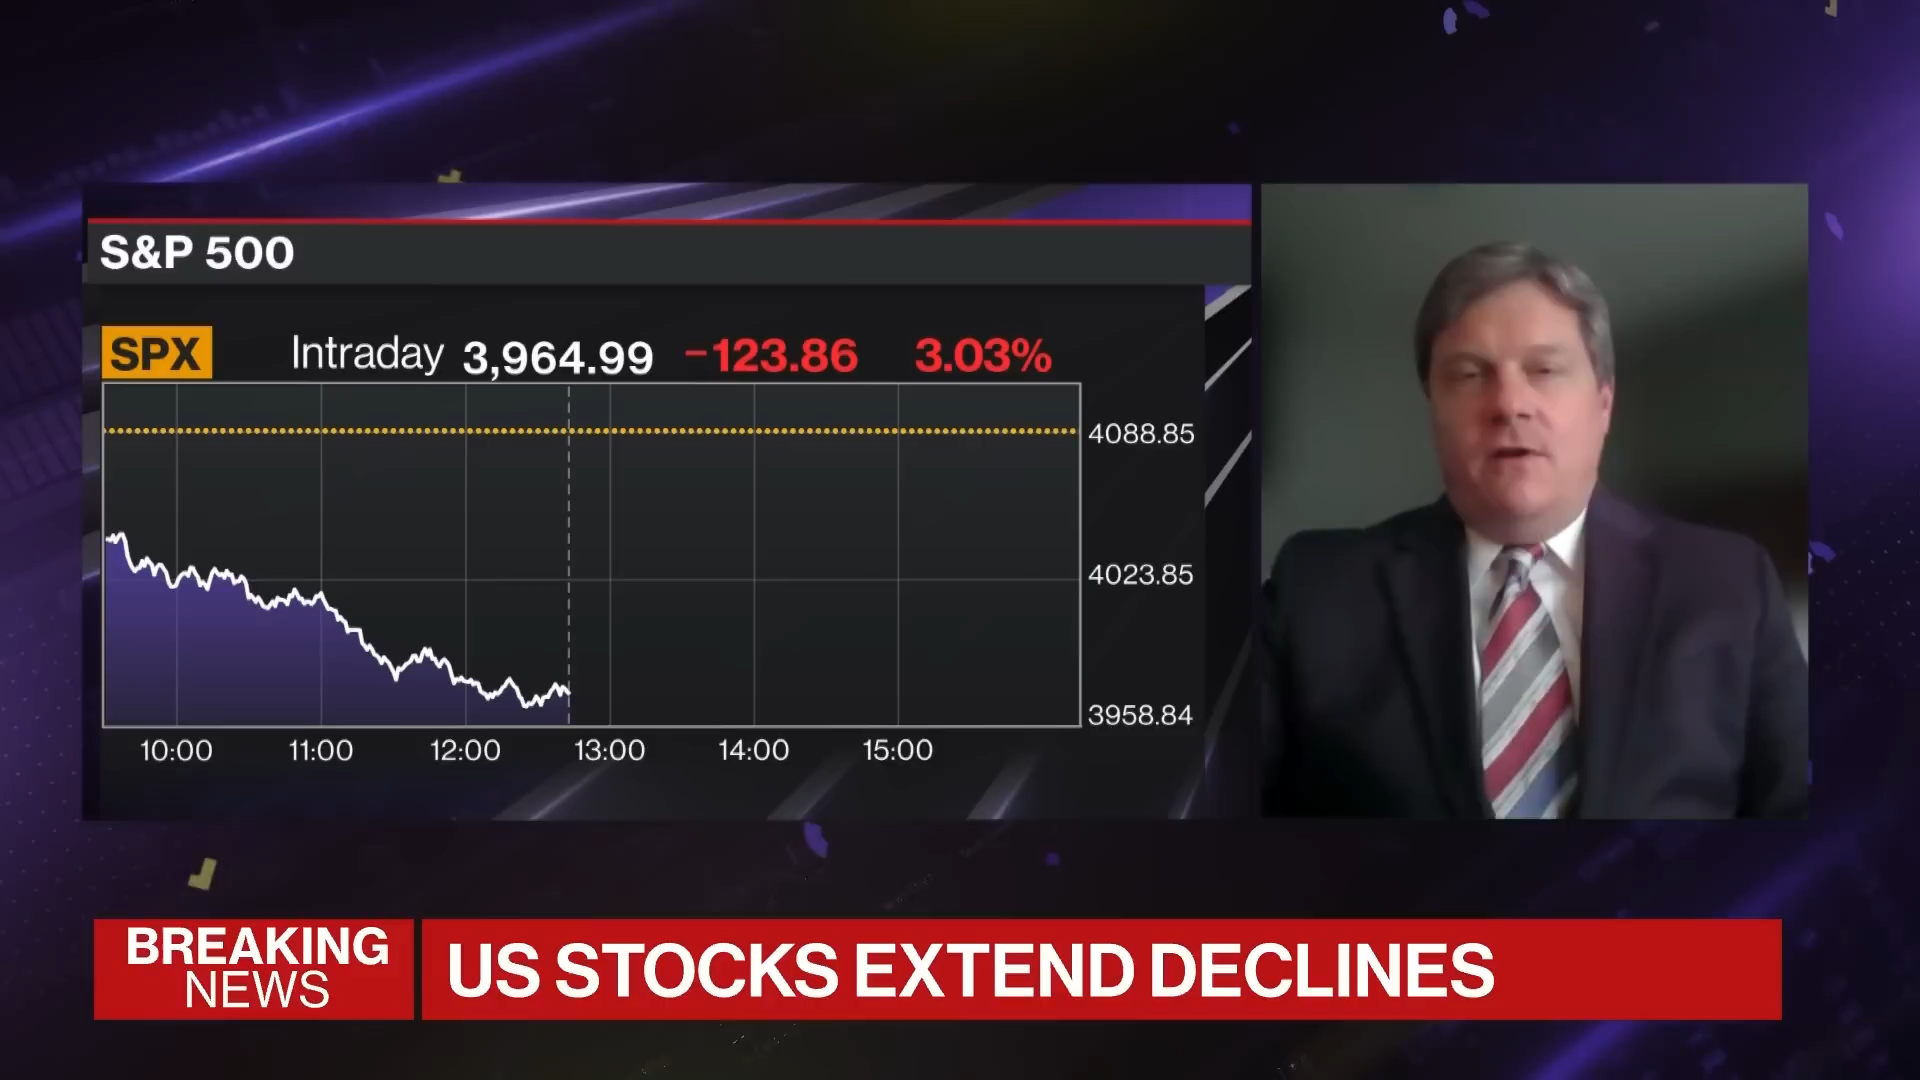 S&P 500
SPX Intraday 3,964.99 -123.86 3.03%
4088.85
4023.85
3958.84
10:00 11:00 12:00 13:00 14:00 15:00
BREAKING
NEWS
US STOCKS EXTEND DECLINES